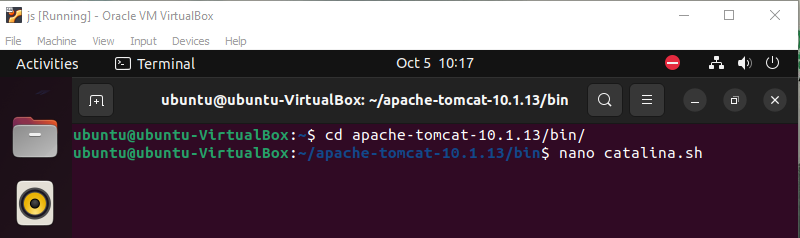 js [Running] - Oracle VM VirtualBox
File Machine View Input Devices Help
Activities Terminal Oct 5 10:17
ubuntu@ubuntu-VirtualBox: ~/apache-tomcat-10.1.13/bin
ubuntu@ubuntu-VirtualBox:~$ cd apache-tomcat-10.1.13/bin/
ubuntu@ubuntu-VirtualBox:~/apache-tomcat-10.1.13/bin$ nano catalina.sh